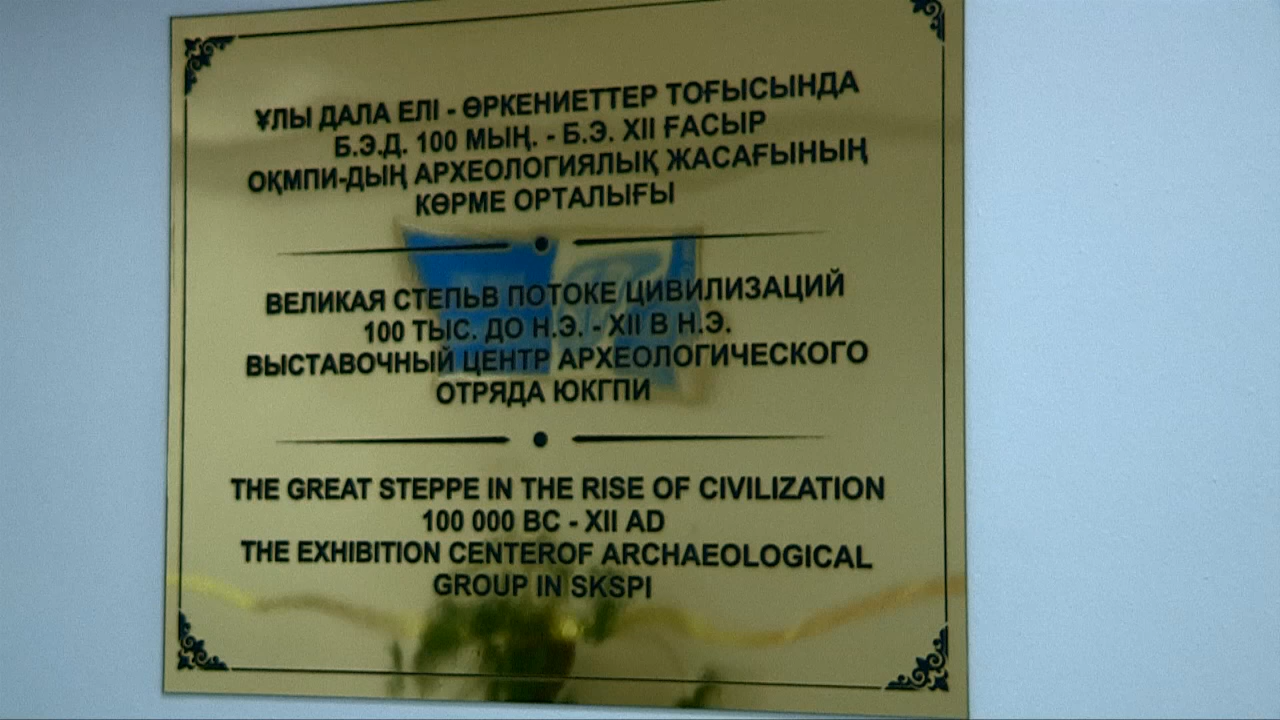 ҰЛЫ ДАЛА ЕЛІ - ӨРКЕНИЕТТЕР ТОҒЫСЫНДА
Б.Э.Д. 100 МЫҢ. - Б.Э. XII ҒАСЫР
ОҚМПИ-ДЫҢ АРХЕОЛОГИЯЛЫҚ ЖАСАҒЫНЫҢ
КӨРМЕ ОРТАЛЫҒЫ
ВЕЛИКАЯ СТЕПЬВ ПОТОКЕ ЦИВИЛИЗАЦИЙ
100 ТЫС. ДО Н.Э. - XII В Н.Э.
ВЫСТАВОЧНЫЙ ЦЕНТР АРХЕОЛОГИЧЕСКОГО
ОТРЯДА ЮКГПИ
THE GREAT STEPPE IN THE RISE OF CIVILIZATION
100 000 BC - XII AD
THE EXHIBITION CENTEROF ARCHAEOLOGICAL
GROUP IN SKSPI